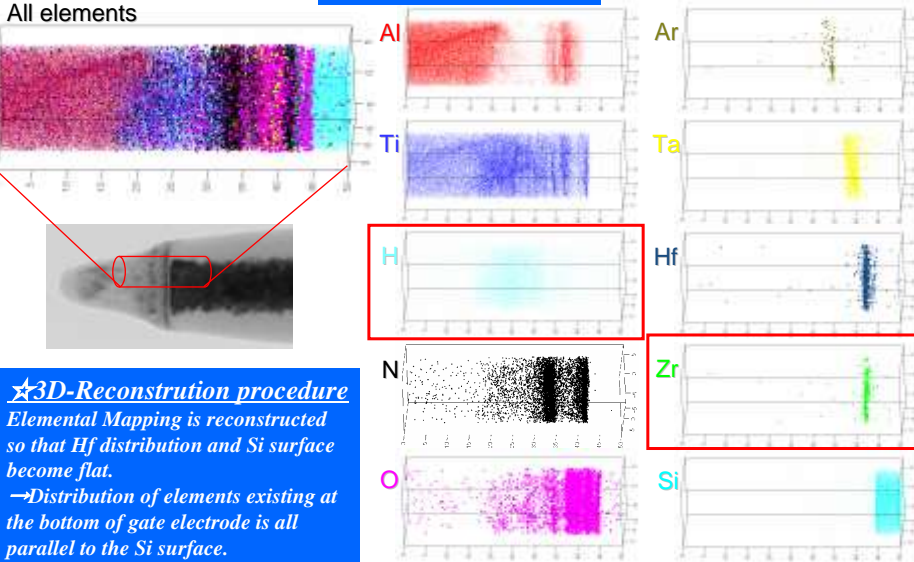 All elements
Al
Ar
Ti
Ta
H
Hf
N
Zr
O
Si
☆3D-Reconstrution procedure
Elemental Mapping is reconstructed
so that Hf distribution and Si surface
become flat.
→Distribution of elements existing at
the bottom of gate electrode is all
parallel to the Si surface.